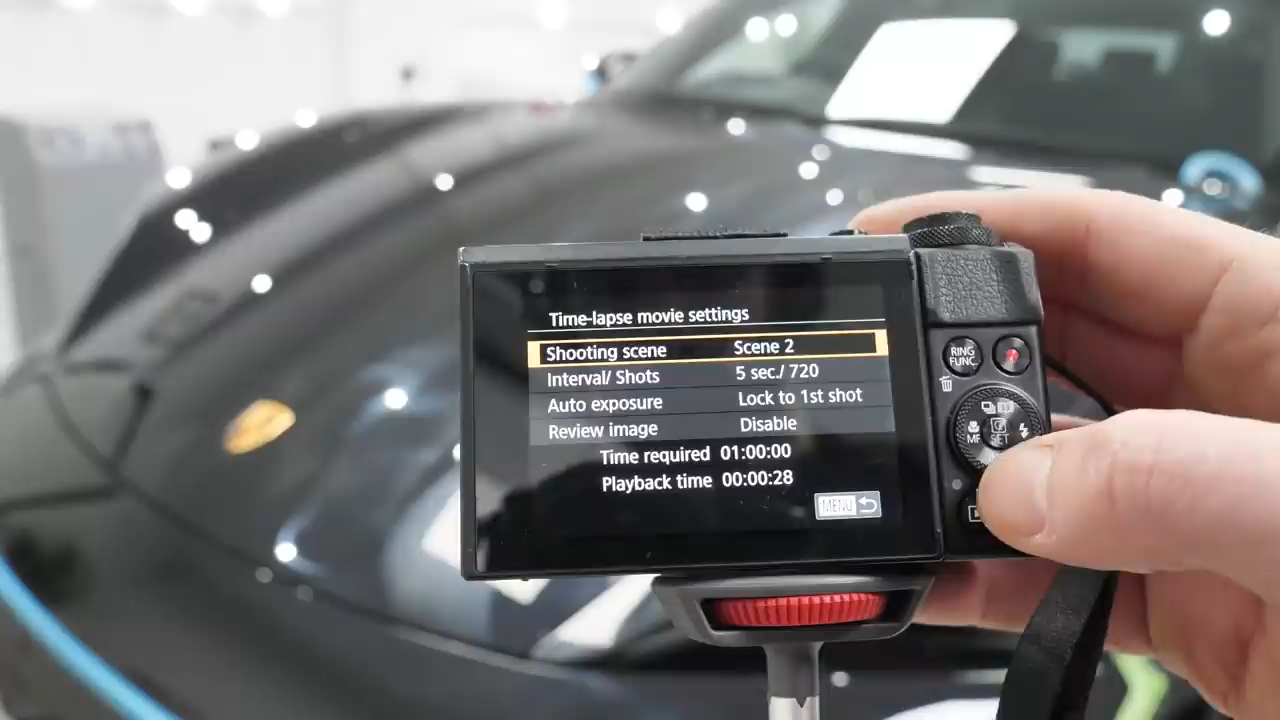 Time-lapse movie settings
Shooting scene Scene 2
Interval/ Shots 5 sec./ 720
Auto exposure Lock to 1st shot
Review image Disable
Time required 01:00:00
Playback time 00:00:28
MENU
RING
FUNC.
MF
SET